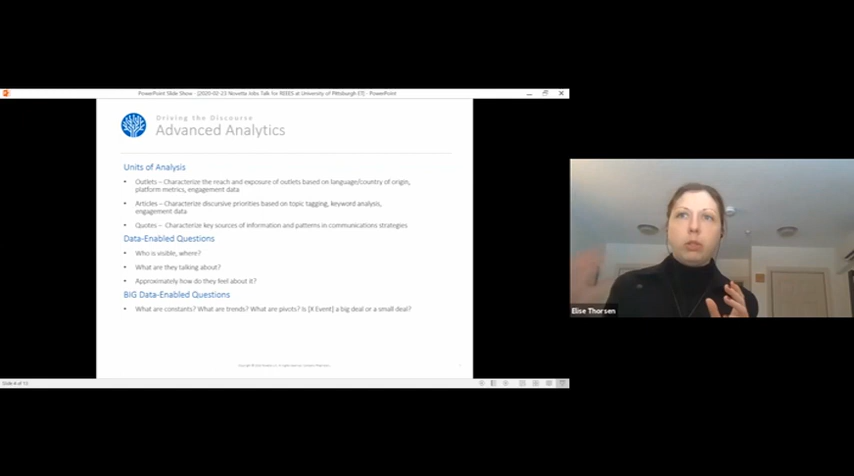 PowerPoint Slide Show - [2020-02-23 Novetta Jobs Talk for REEES at University of Pittsburgh ET] - PowerPoint
Driving the Discourse
Advanced Analytics
Units of Analysis
• Outlets – Characterize the reach and exposure of outlets based on language/country of origin,
platform metrics, engagement data
• Articles – Characterize discursive priorities based on topic tagging, keyword analysis,
engagement data
• Quotes – Characterize key sources of information and patterns in communications strategies
Data-Enabled Questions
• Who is visible, where?
• What are they talking about?
• Approximately how do they feel about it?
BIG Data-Enabled Questions
• What are constants? What are trends? What are pivots? Is [X Event] a big deal or a small deal?
Elise Thorsen